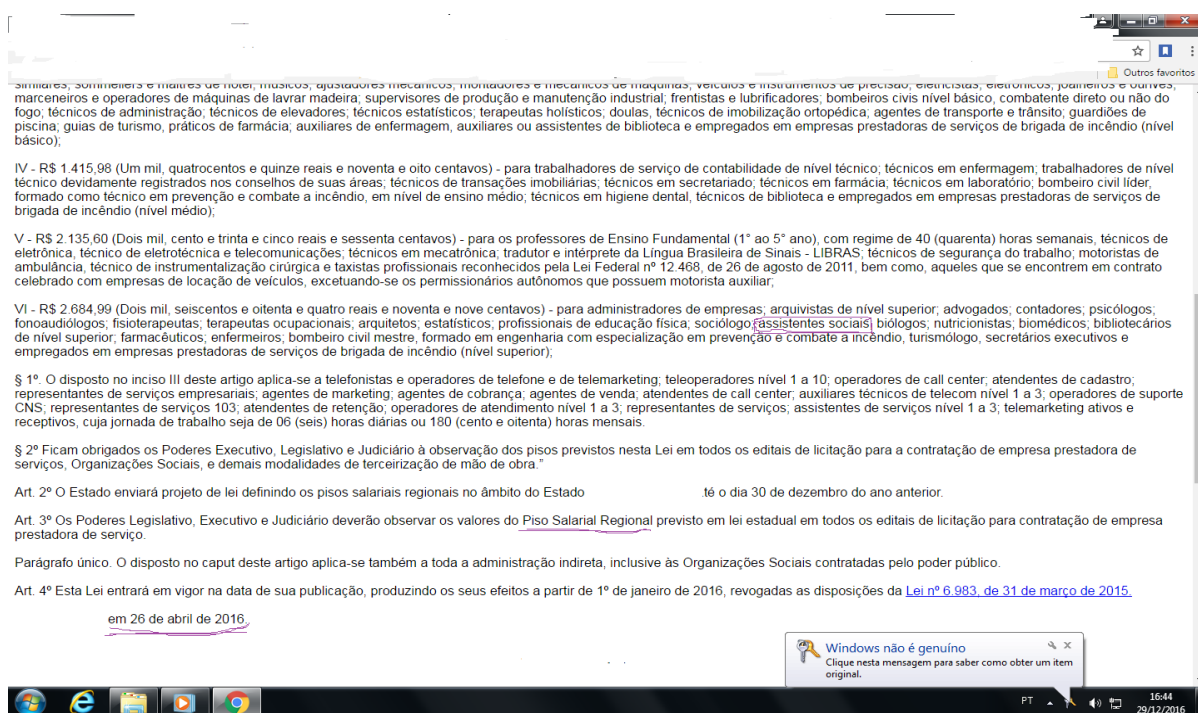 Outros favoritos
similares; sommeliers e maitres de hotel; músicos; ajustadores mecânicos; montadores e mecânicos de máquinas, veículos e instrumentos de precisão; eletricistas; eletrônicos; joalheiros e ourives;
marceneiros e operadores de máquinas de lavrar madeira; supervisores de produção e manutenção industrial; frentistas e lubrificadores; bombeiros civis nível básico, combatente direto ou não do
fogo; técnicos de administração; técnicos de elevadores; técnicos estatísticos; terapeutas holísticos; doulas, técnicos de imobilização ortopédica; agentes de transporte e trânsito; guardiões de
piscina; guias de turismo, práticos de farmácia; auxiliares de enfermagem, auxiliares ou assistentes de biblioteca e empregados em empresas prestadoras de serviços de brigada de incêndio (nível
básico);
IV - R$ 1.415,98 (Um mil, quatrocentos e quinze reais e noventa e oito centavos) - para trabalhadores de serviço de contabilidade de nível técnico; técnicos em enfermagem; trabalhadores de nível
técnico devidamente registrados nos conselhos de suas áreas; técnicos de transações imobiliárias; técnicos em secretariado; técnicos em farmácia; técnicos em laboratório; bombeiro civil líder,
formado como técnico em prevenção e combate a incêndio, em nível de ensino médio; técnicos em higiene dental, técnicos de biblioteca e empregados em empresas prestadoras de serviços de
brigada de incêndio (nível médio);
V - R$ 2.135,60 (Dois mil, cento e trinta e cinco reais e sessenta centavos) - para os professores de Ensino Fundamental (1° ao 5° ano), com regime de 40 (quarenta) horas semanais, técnicos de
eletrônica, técnico de eletrotécnica e telecomunicações; técnicos em mecatrônica; tradutor e intérprete da Língua Brasileira de Sinais - LIBRAS; técnicos de segurança do trabalho; motoristas de
ambulância, técnico de instrumentalização cirúrgica e taxistas profissionais reconhecidos pela Lei Federal nº 12.468, de 26 de agosto de 2011, bem como, aqueles que se encontrem em contrato
celebrado com empresas de locação de veículos, excetuando-se os permissionários autônomos que possuem motorista auxiliar;
VI - R$ 2.684,99 (Dois mil, seiscentos e oitenta e quatro reais e noventa e nove centavos) - para administradores de empresas; arquivistas de nível superior; advogados; contadores; psicólogos;
fonoaudiólogos; fisioterapeutas; terapeutas ocupacionais; arquitetos; estatísticos; profissionais de educação física; sociólogo; assistentes sociais; biólogos; nutricionistas; biomédicos; bibliotecários
de nível superior; farmacêuticos; enfermeiros; bombeiro civil mestre, formado em engenharia com especialização em prevenção e combate a incêndio, turismólogo, secretários executivos e
empregados em empresas prestadoras de serviços de brigada de incêndio (nível superior);
§ 1º. O disposto no inciso III deste artigo aplica-se a telefonistas e operadores de telefone e de telemarketing; teleoperadores nível 1 a 10; operadores de call center; atendentes de cadastro;
representantes de serviços empresariais; agentes de marketing; agentes de cobrança; agentes de venda; atendentes de call center; auxiliares técnicos de telecom nível 1 a 3; operadores de suporte
CNS; representantes de serviços 103; atendentes de retenção; operadores de atendimento nível 1 a 3; representantes de serviços; assistentes de serviços nível 1 a 3; telemarketing ativos e
receptivos, cuja jornada de trabalho seja de 06 (seis) horas diárias ou 180 (cento e oitenta) horas mensais.
§ 2º Ficam obrigados os Poderes Executivo, Legislativo e Judiciário à observação dos pisos previstos nesta Lei em todos os editais de licitação para a contratação de empresa prestadora de
serviços, Organizações Sociais, e demais modalidades de terceirização de mão de obra."
Art. 2º O Estado enviará projeto de lei definindo os pisos salariais regionais no âmbito do Estado té o dia 30 de dezembro do ano anterior.
Art. 3º Os Poderes Legislativo, Executivo e Judiciário deverão observar os valores do Piso Salarial Regional previsto em lei estadual em todos os editais de licitação para contratação de empresa
prestadora de serviço.
Parágrafo único. O disposto no caput deste artigo aplica-se também a toda a administração indireta, inclusive às Organizações Sociais contratadas pelo poder público.
Art. 4º Esta Lei entrará em vigor na data de sua publicação, produzindo os seus efeitos a partir de 1º de janeiro de 2016, revogadas as disposições da Lei nº 6.983, de 31 de março de 2015.
em 26 de abril de 2016.
Windows não é genuíno
Clique nesta mensagem para saber como obter um item
original.
PT
16:44
29/12/2016